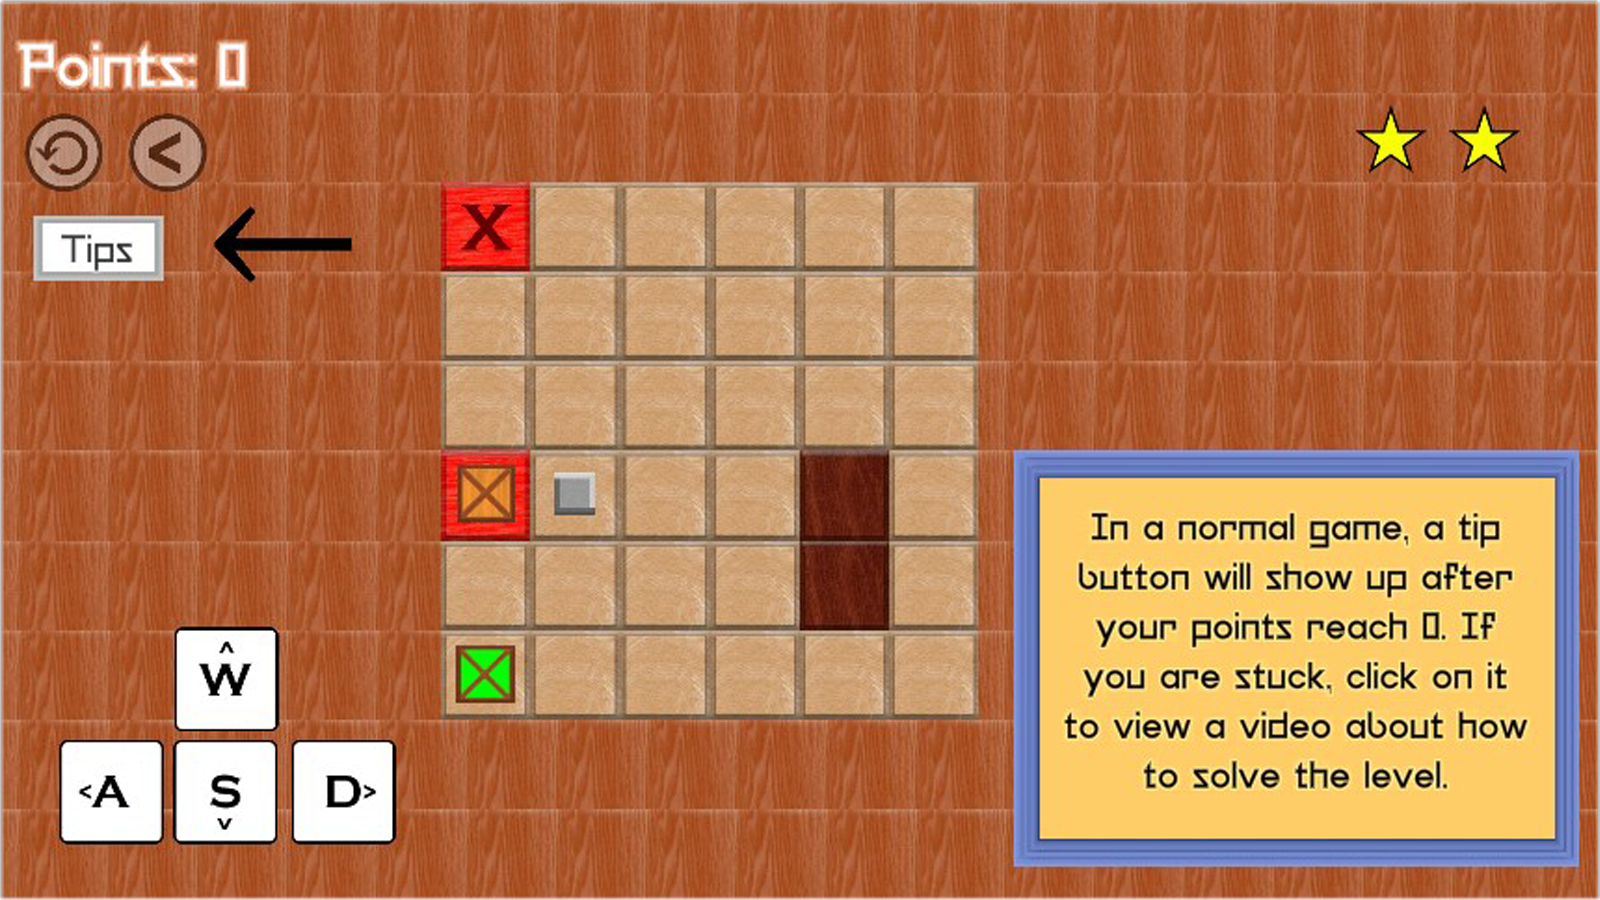 Points: 0
<
Tips
X
In a normal game, a tip
button will show up after
your points reach 0. If
you are stuck, click on it
to view a video about how
to solve the level.
^
W
<A
S
v
D>